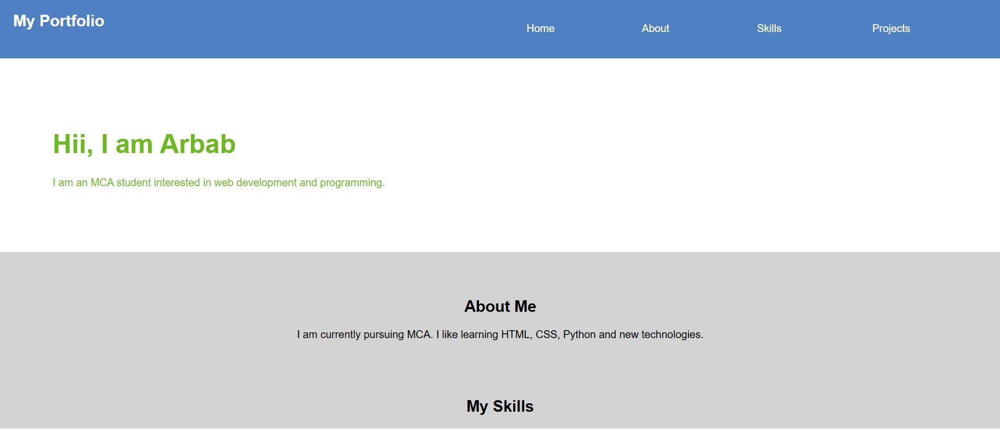 My Portfolio
Home About Skills Projects
Hii, I am Arbab
I am an MCA student interested in web development and programming.
About Me
I am currently pursuing MCA. I like learning HTML, CSS, Python and new technologies.
My Skills